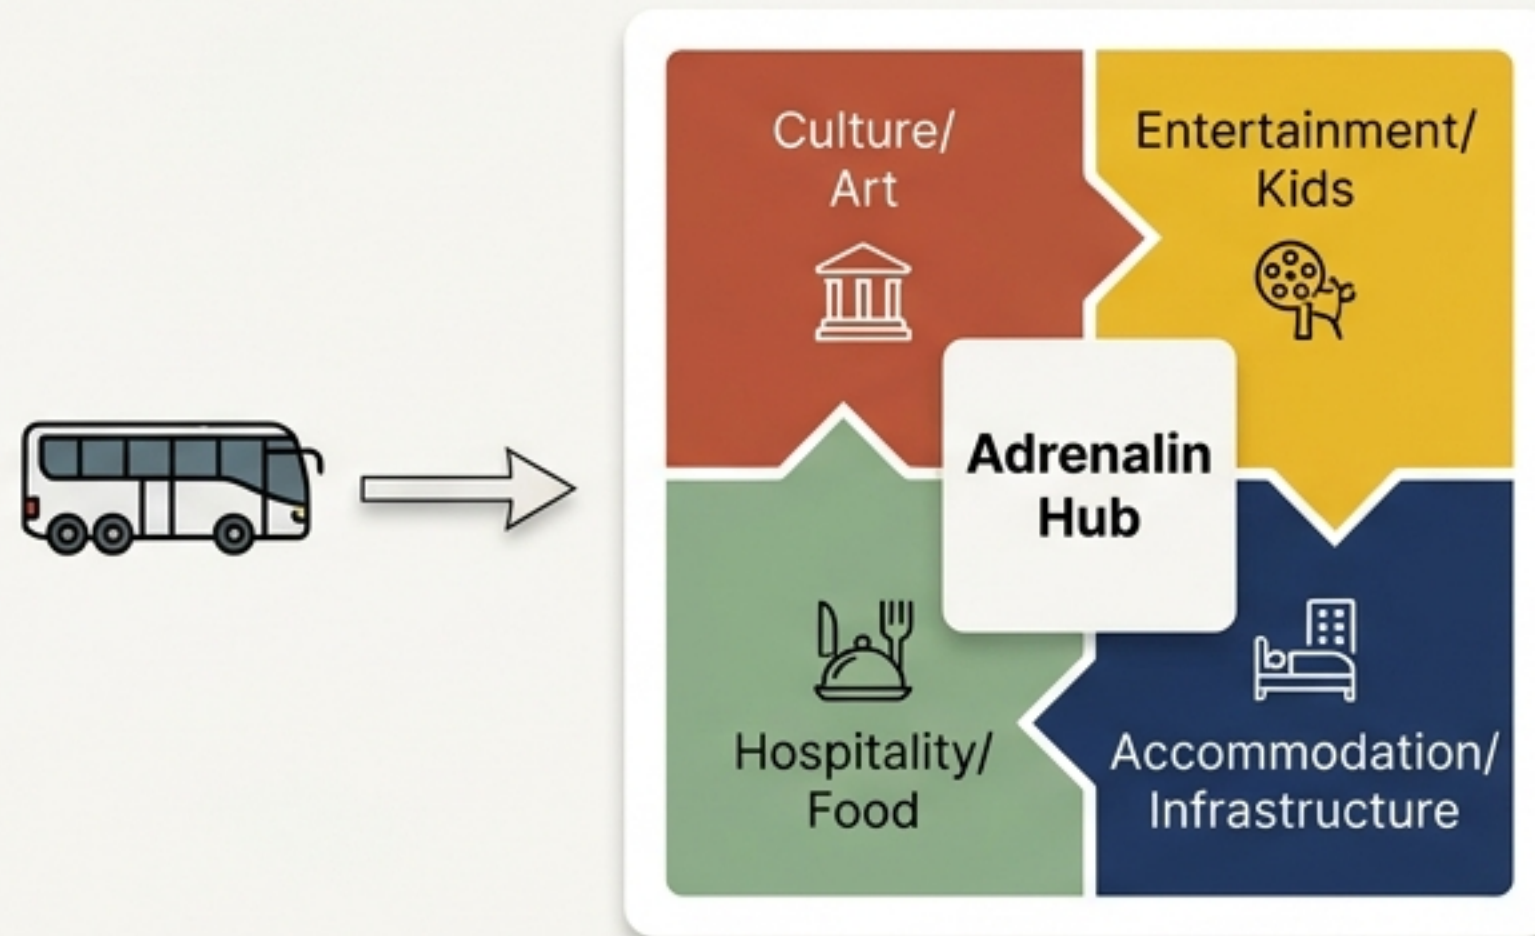 Culture/
Art
Entertainment/
Kids
Adrenalin
Hub
Hospitality/
Food
Accommodation/
Infrastructure